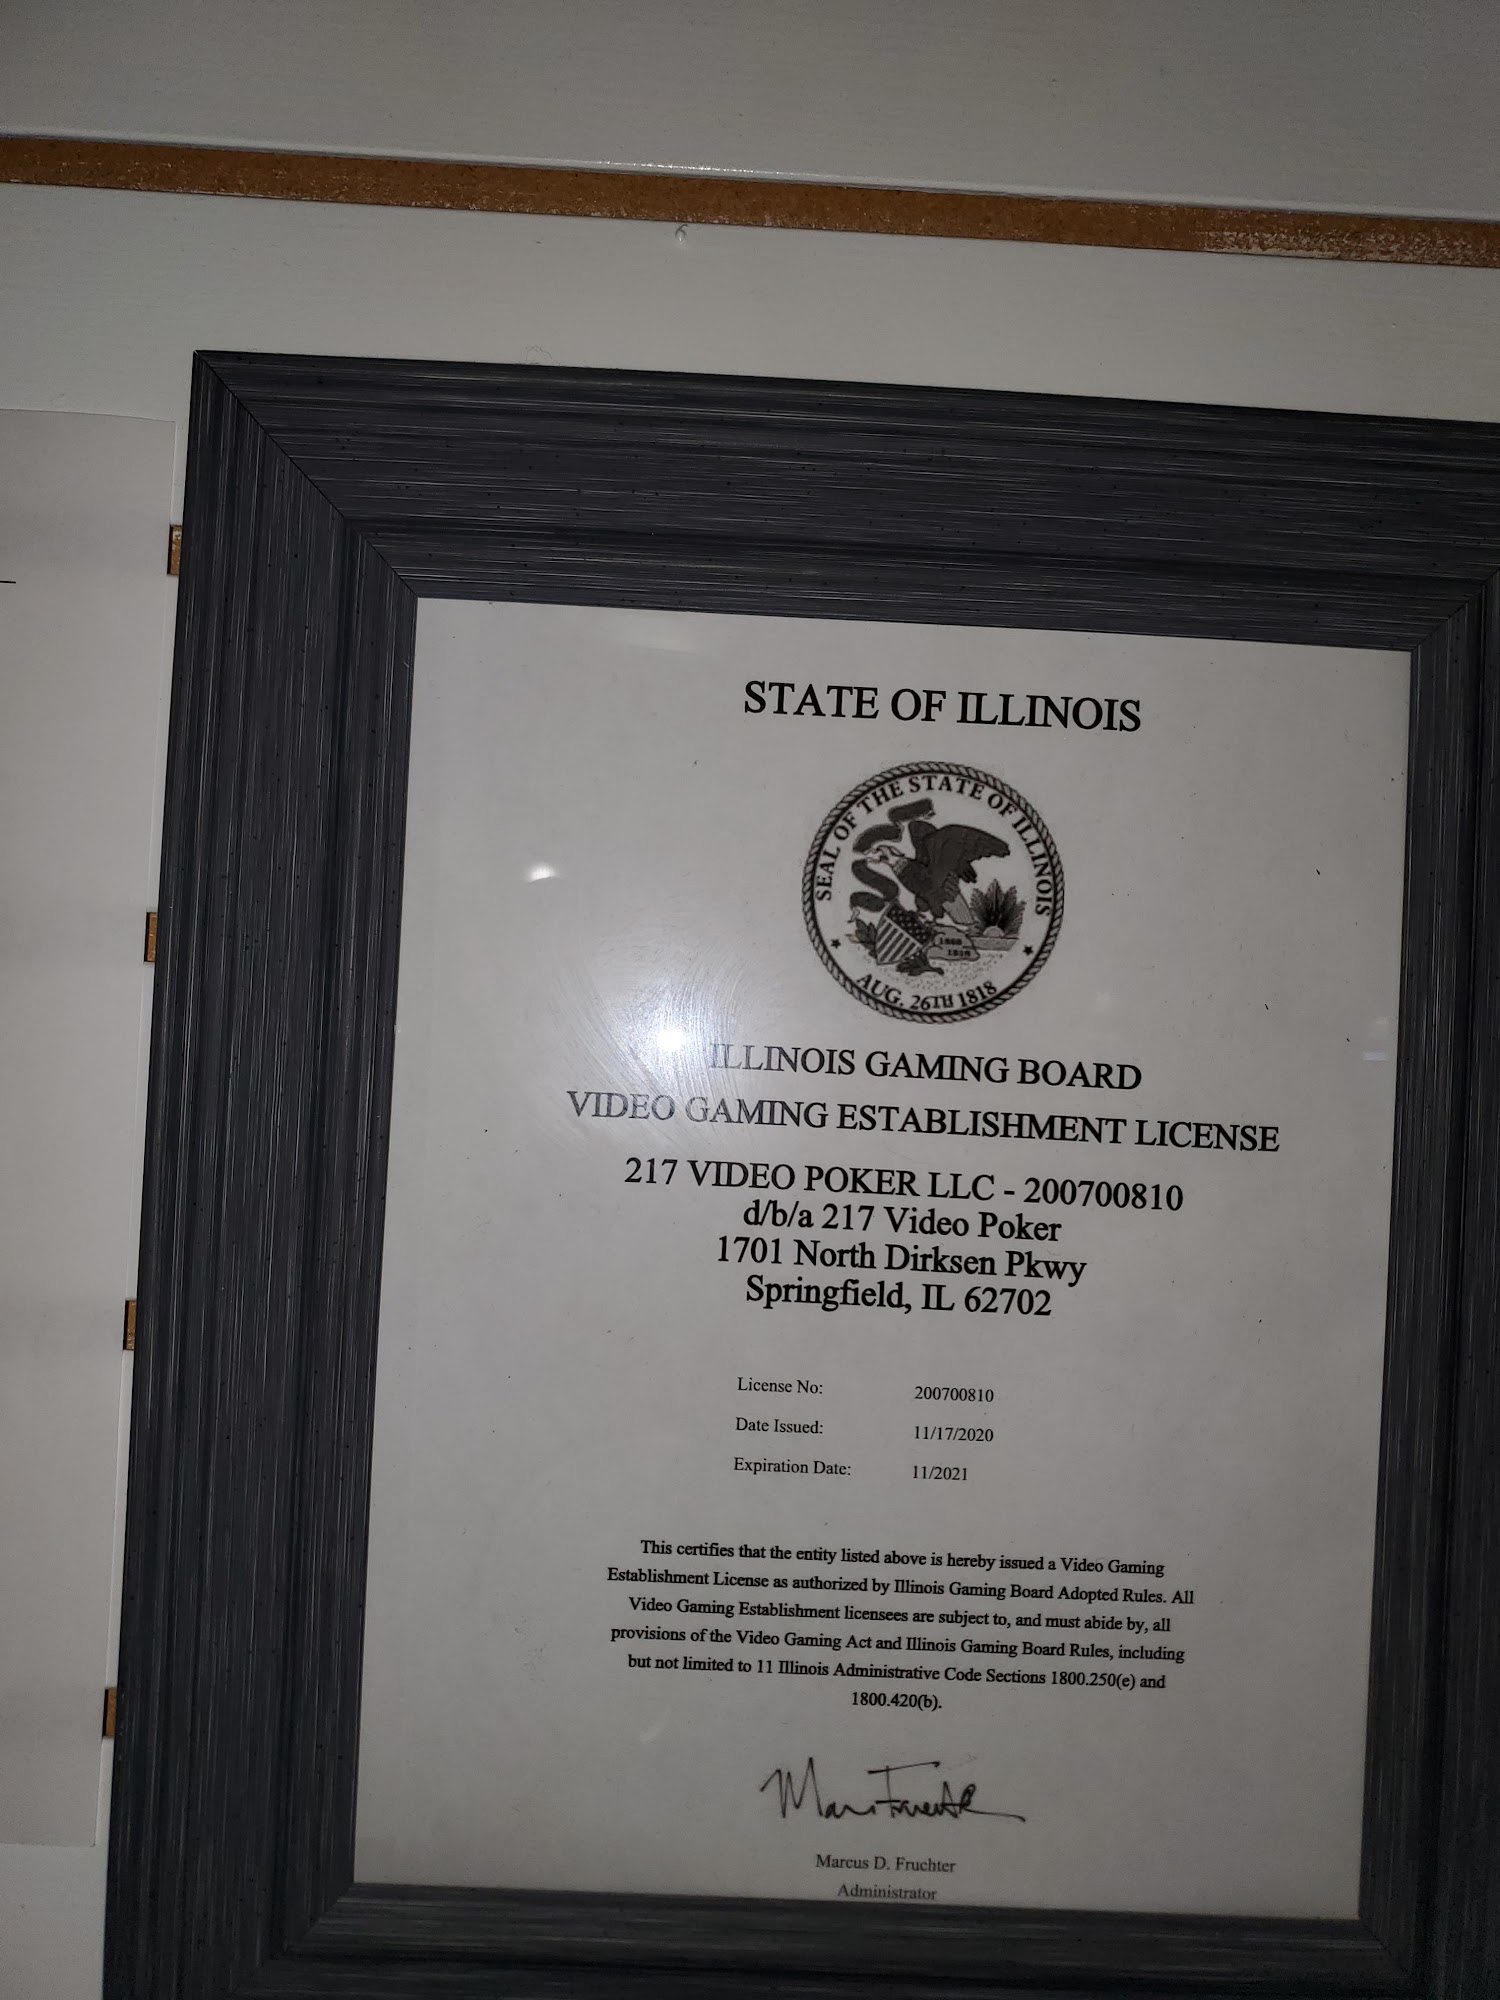 STATE OF ILLINOIS
SEAL OF THE STATE OF ILLINOIS
1868
1818
AUG. 26TH 1818
ILLINOIS GAMING BOARD
VIDEO GAMING ESTABLISHMENT LICENSE
217 VIDEO POKER LLC - 200700810
d/b/a 217 Video Poker
1701 North Dirksen Pkwy
Springfield, IL 62702
License No: 200700810
Date Issued: 11/17/2020
Expiration Date: 11/2021
This certifies that the entity listed above is hereby issued a Video Gaming
Establishment License as authorized by Illinois Gaming Board Adopted Rules. All
Video Gaming Establishment licensees are subject to, and must abide by, all
provisions of the Video Gaming Act and Illinois Gaming Board Rules, including
but not limited to 11 Illinois Administrative Code Sections 1800.250(e) and
1800.420(b).
Marcus D. Fruchter
Administrator